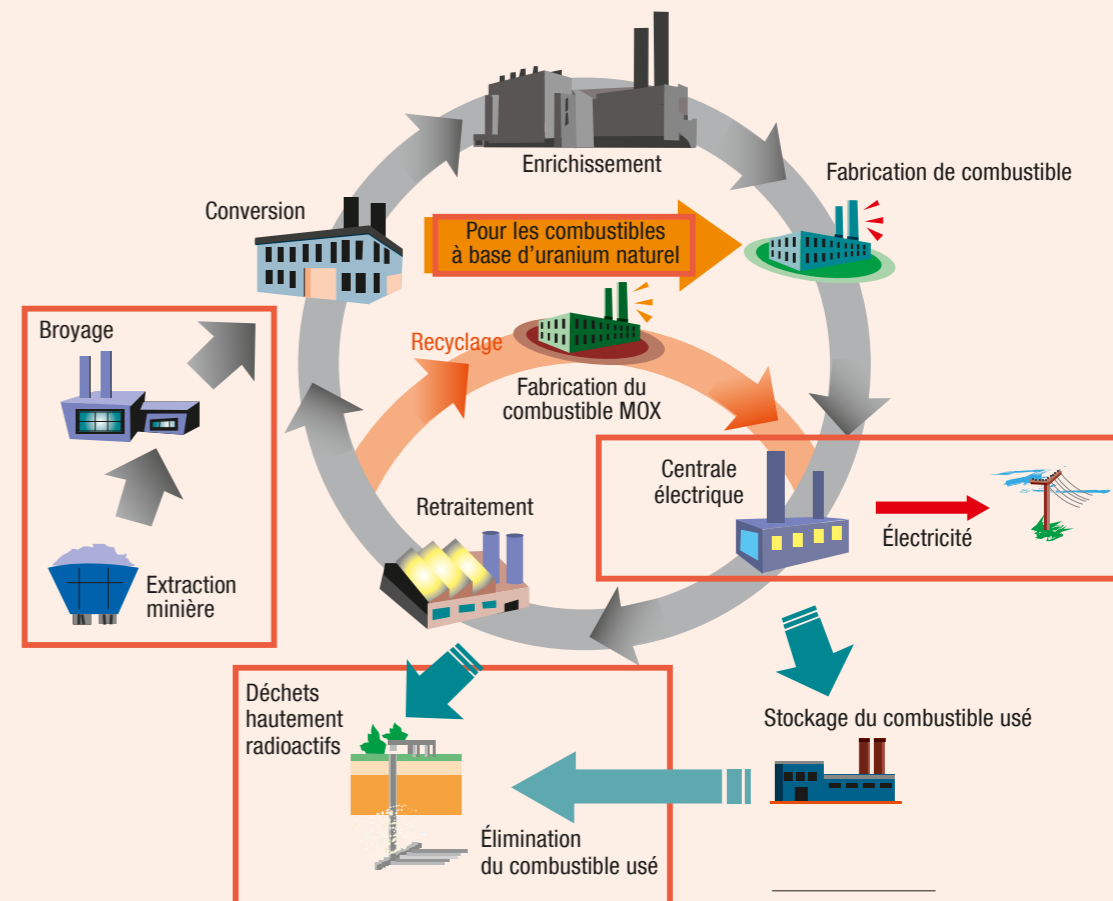 Enrichissement
Fabrication de combustible
Conversion
Pour les combustibles
à base d’uranium naturel
Broyage
Recyclage
Fabrication du
combustible MOX
Centrale
électrique
Électricité
Retraitement
Extraction
minière
Déchets
hautement
radioactifs
Stockage du combustible usé
Élimination
du combustible usé